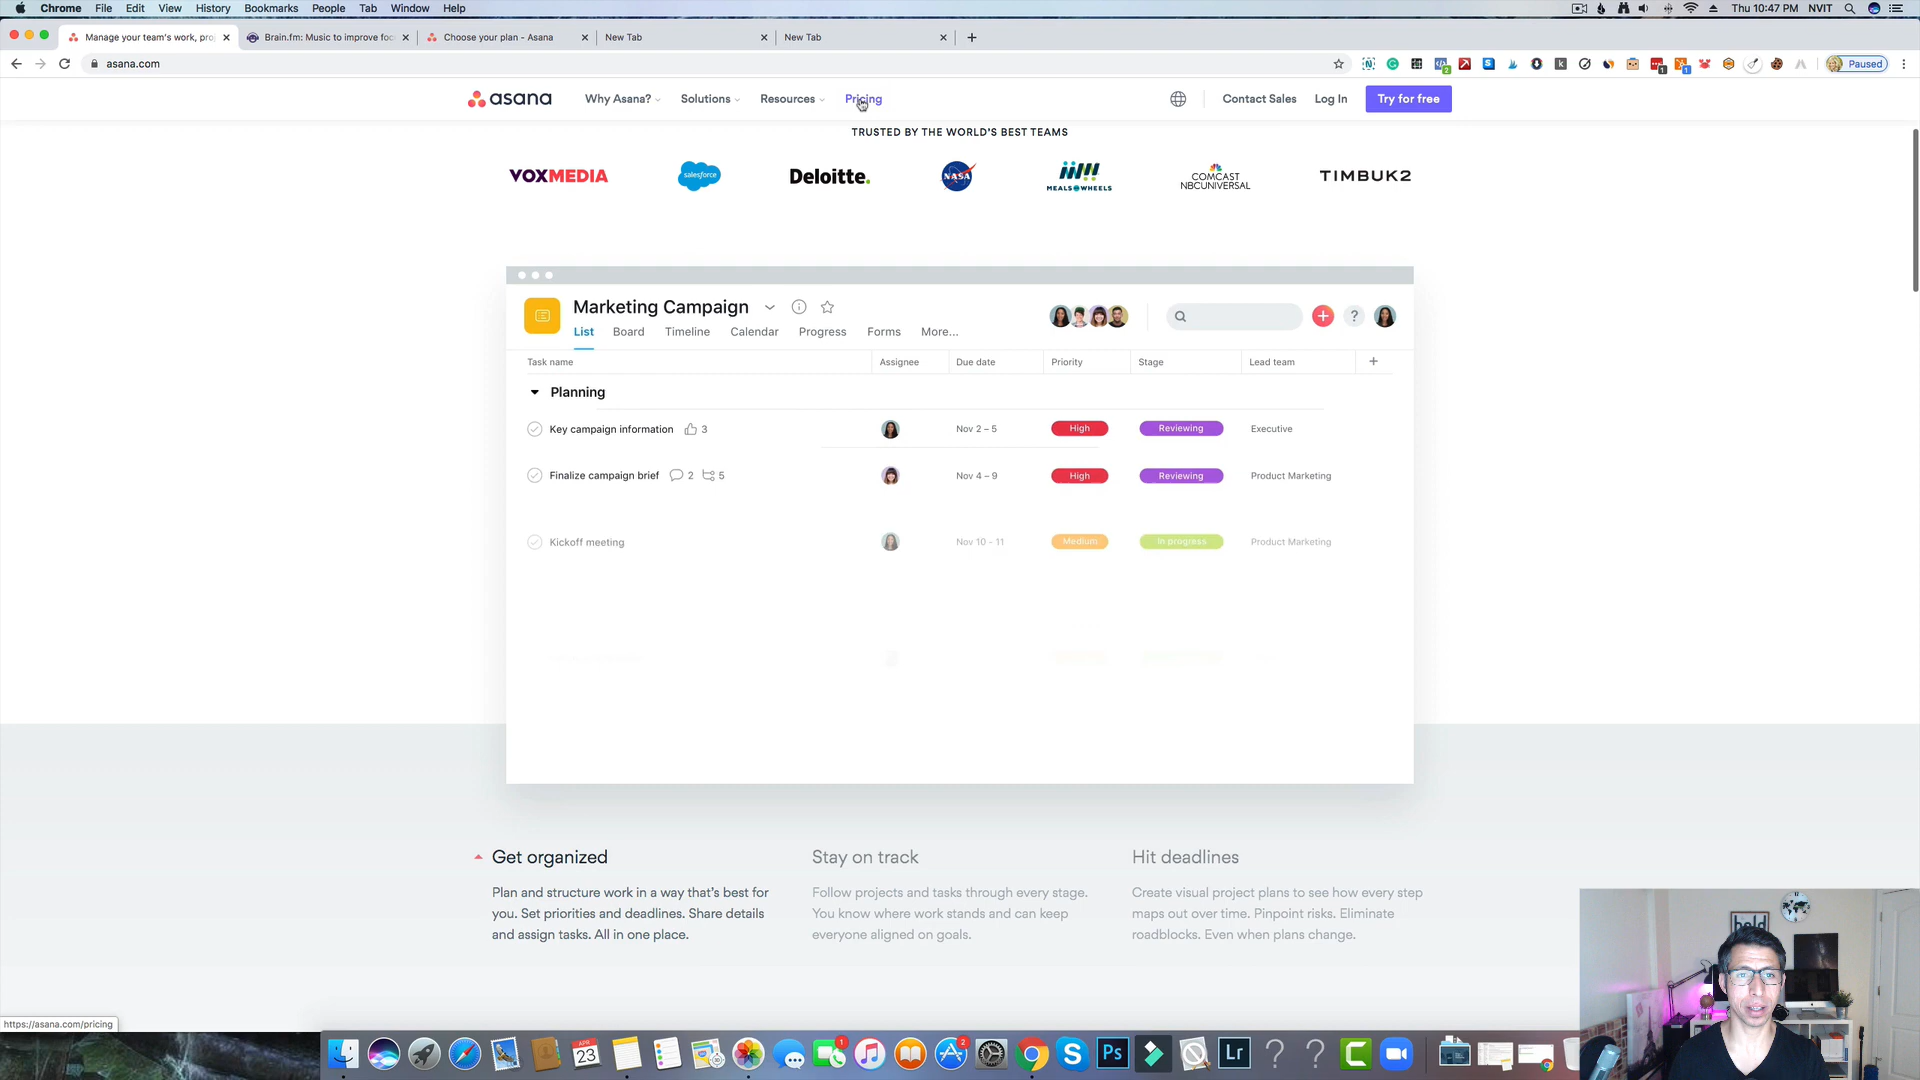 Chrome File Edit View History Bookmarks People Tab Window Help
Thu 10:47 PM NVIT
Manage your team's work, pro
Brain.fm: Music to improve foc
Choose your plan - Asana
New Tab
New Tab
asana.com
Paused
asana
Why Asana?
Solutions
Resources
Pricing
Contact Sales
Log In
Try for free
TRUSTED BY THE WORLD'S BEST TEAMS
VOXMEDIA
salesforce
Deloitte.
NASA
MEALS ON WHEELS
COMCAST
NBCUNIVERSAL
TIMBUK2
Marketing Campaign
List Board Timeline Calendar Progress Forms More...
Task name Assignee Due date Priority Stage Lead team
Planning
Key campaign information 3 Nov 2 – 5 High Reviewing Executive
Finalize campaign brief 2 5 Nov 4 – 9 High Reviewing Product Marketing
Kickoff meeting Nov 10 - 11 Medium In progress Product Marketing
Get organized
Plan and structure work in a way that's best for
you. Set priorities and deadlines. Share details
and assign tasks. All in one place.
Stay on track
Follow projects and tasks through every stage.
You know where work stands and can keep
everyone aligned on goals.
Hit deadlines
Create visual project plans to see how every step
maps out over time. Pinpoint risks. Eliminate
roadblocks. Even when plans change.
https://asana.com/pricing
APR
23
1
2
Ps
Lr